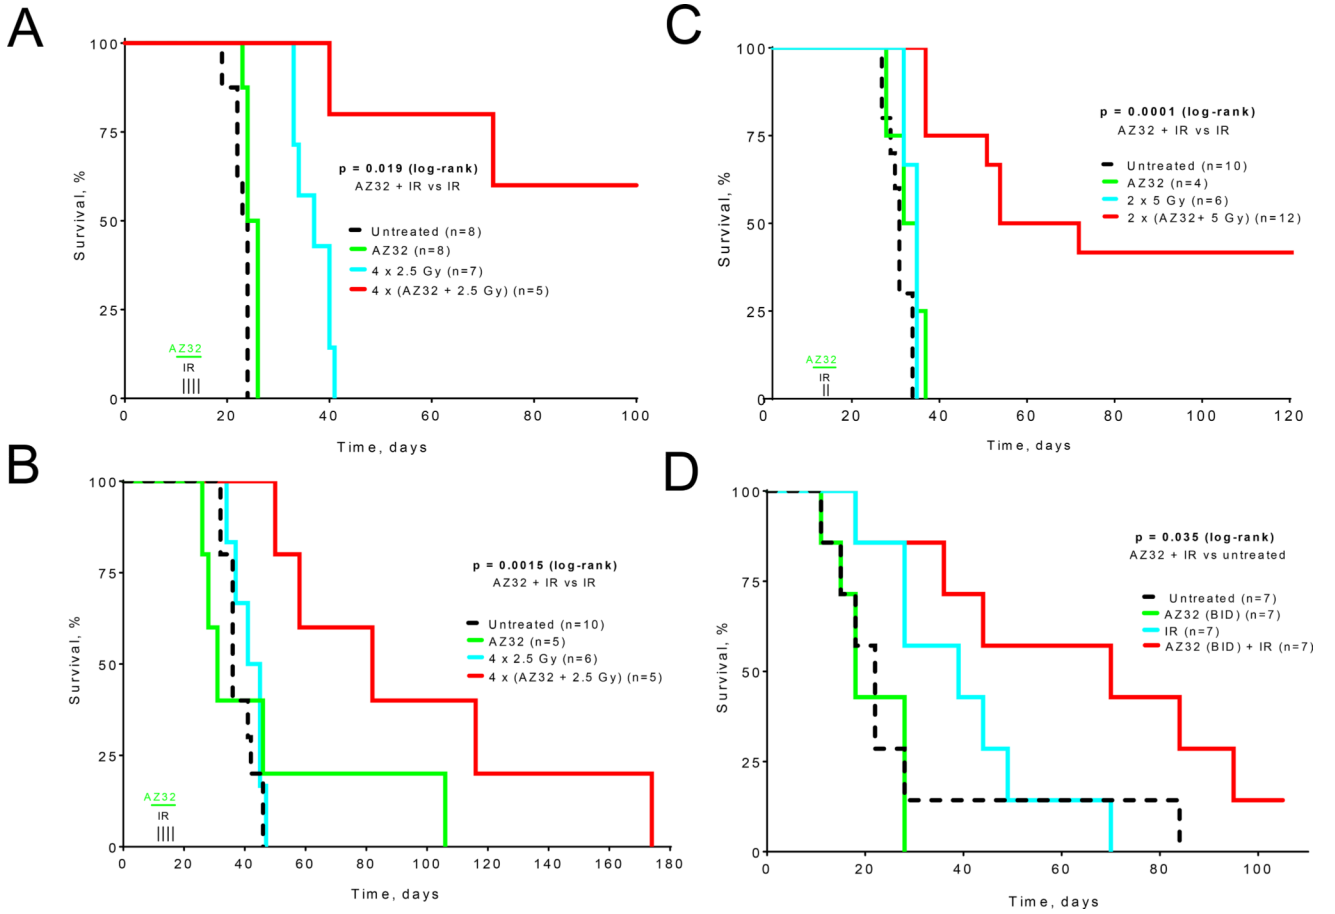 A
100
75
50
25
0
Survival, %
p = 0.019 (log-rank)
AZ32 + IR vs IR
Untreated (n=8)
AZ32 (n=8)
4 x 2.5 Gy (n=7)
4 x (AZ32 + 2.5 Gy) (n=5)
AZ32
IR
0 20 40 60 80 100
Time, days
C
100
75
50
25
0
Survival, %
p = 0.0001 (log-rank)
AZ32 + IR vs IR
Untreated (n=10)
AZ32 (n=4)
2 x 5 Gy (n=6)
2 x (AZ32+ 5 Gy) (n=12)
AZ32
IR
2 20 40 60 80 100 120
Time, days
B
100
75
50
25
0
Survival, %
p = 0.0015 (log-rank)
AZ32 + IR vs IR
Untreated (n=10)
AZ32 (n=5)
4 x 2.5 Gy (n=6)
4 x (AZ32 + 2.5 Gy) (n=5)
AZ32
IR
0 20 40 60 80 100 120 140 160 180
Time, days
D
100
75
50
25
0
Survival, %
p = 0.035 (log-rank)
AZ32 + IR vs untreated
Untreated (n=7)
AZ32 (BID) (n=7)
IR (n=7)
AZ32 (BID) + IR (n=7)
0 20 40 60 80 100
Time, days